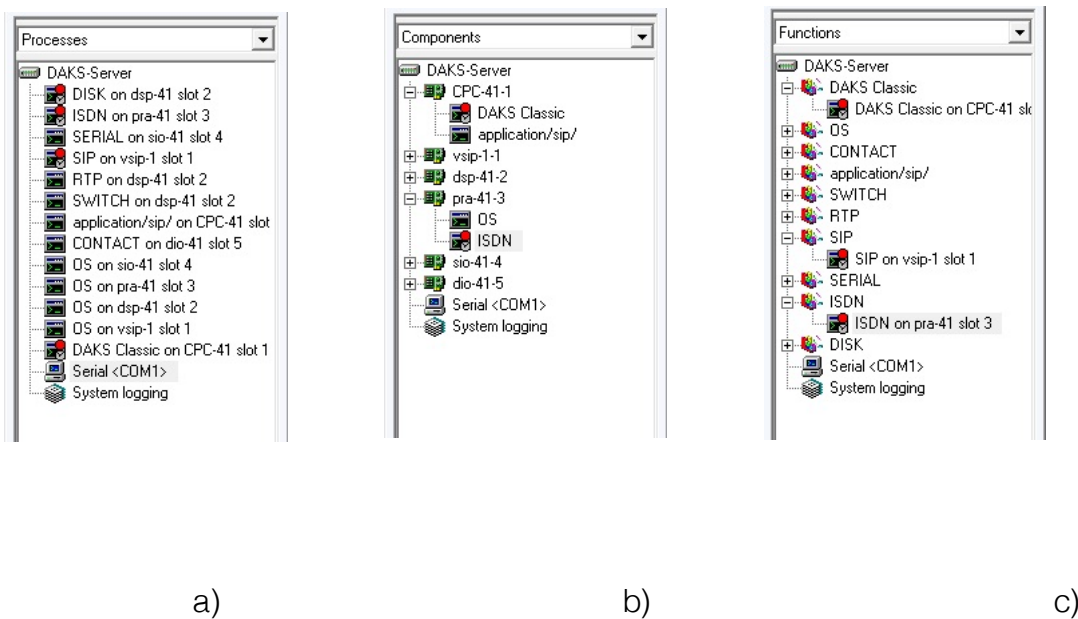 Processes
DAKS-Server
DISK on dsp-41 slot 2
ISDN on pra-41 slot 3
SERIAL on sio-41 slot 4
SIP on vsip-1 slot 1
RTP on dsp-41 slot 2
SWITCH on dsp-41 slot 2
application/sip/ on CPC-41 slot
CONTACT on dio-41 slot 5
OS on sio-41 slot 4
OS on pra-41 slot 3
OS on dsp-41 slot 2
OS on vsip-1 slot 1
DAKS Classic on CPC-41 slot 1
Serial <COM1>
System logging
Components
DAKS-Server
CPC-41-1
DAKS Classic
application/sip/
vsip-1-1
dsp-41-2
pra-41-3
OS
ISDN
sio-41-4
dio-41-5
Serial <COM1>
System logging
Functions
DAKS-Server
DAKS Classic
DAKS Classic on CPC-41 slo
OS
CONTACT
application/sip/
SWITCH
RTP
SIP
SIP on vsip-1 slot 1
SERIAL
ISDN
ISDN on pra-41 slot 3
DISK
Serial <COM1>
System logging
a)
b)
c)